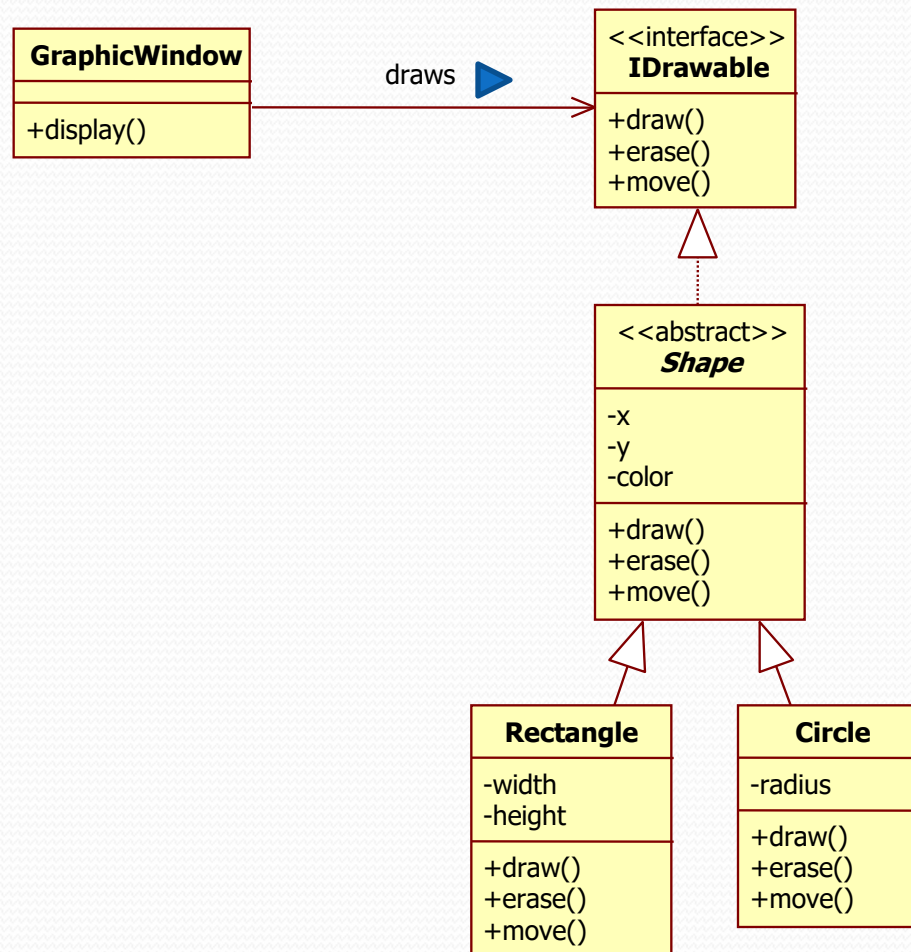 GraphicWindow
+display()
draws
<<interface>>
IDrawable
+draw()
+erase()
+move()
<<abstract>>
Shape
-x
-y
-color
+draw()
+erase()
+move()
Rectangle
-width
-height
+draw()
+erase()
+move()
Circle
-radius
+draw()
+erase()
+move()